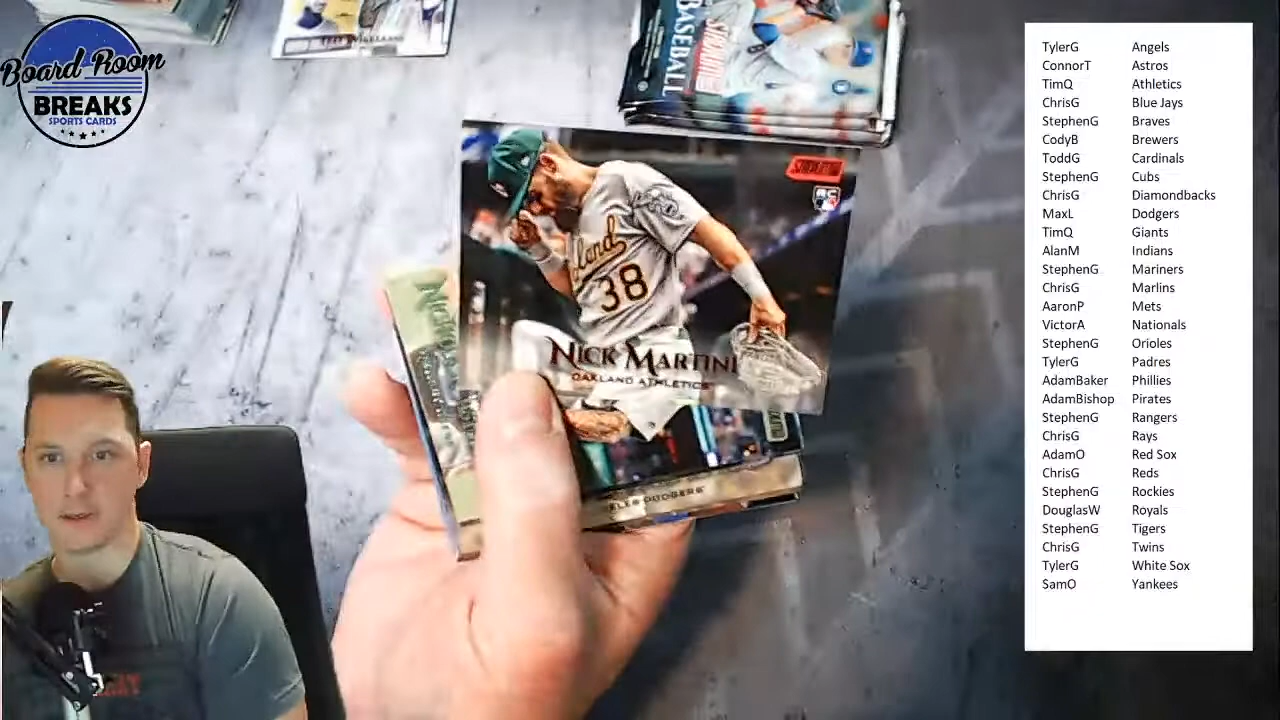 Board Room
BREAKS
SPORTS CARDS
BASEBALL
STADIUM
RC
38
NICK MARTINI
OAKLAND ATHLETICS
DODGERS
TylerG Angels
ConnorT Astros
TimQ Athletics
ChrisG Blue Jays
StephenG Braves
CodyB Brewers
ToddG Cardinals
StephenG Cubs
ChrisG Diamondbacks
MaxL Dodgers
TimQ Giants
AlanM Indians
StephenG Mariners
ChrisG Marlins
AaronP Mets
VictorA Nationals
StephenG Orioles
TylerG Padres
AdamBaker Phillies
AdamBishop Pirates
StephenG Rangers
ChrisG Rays
AdamO Red Sox
ChrisG Reds
StephenG Rockies
DouglasW Royals
StephenG Tigers
ChrisG Twins
TylerG White Sox
SamO Yankees